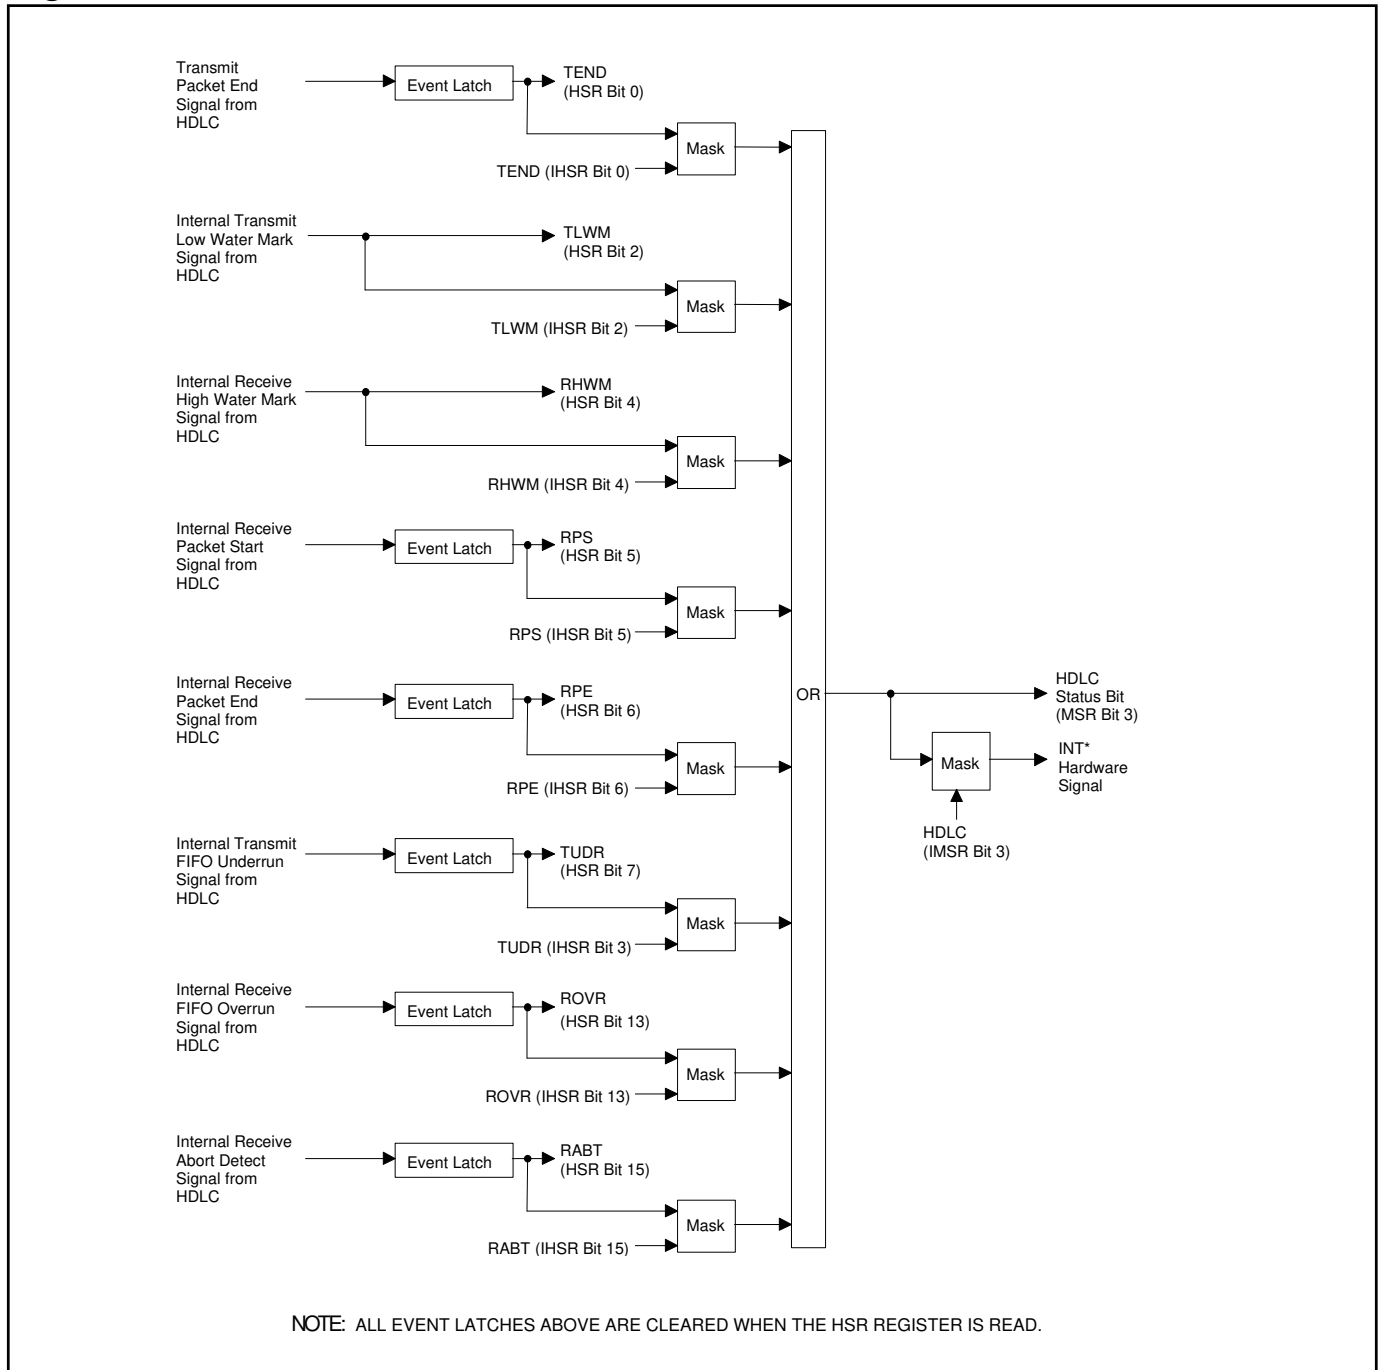 Transmit
Packet End
Signal from
HDLC
Event Latch
TEND
(HSR Bit 0)
Mask
TEND (IHSR Bit 0)
Internal Transmit
Low Water Mark
Signal from
HDLC
TLWM
(HSR Bit 2)
Mask
TLWM (IHSR Bit 2)
Internal Receive
High Water Mark
Signal from
HDLC
RHWM
(HSR Bit 4)
Mask
RHWM (IHSR Bit 4)
Internal Receive
Packet Start
Signal from
HDLC
Event Latch
RPS
(HSR Bit 5)
Mask
RPS (IHSR Bit 5)
Internal Receive
Packet End
Signal from
HDLC
Event Latch
RPE
(HSR Bit 6)
Mask
RPE (IHSR Bit 6)
Internal Transmit
FIFO Underrun
Signal from
HDLC
Event Latch
TUDR
(HSR Bit 7)
Mask
TUDR (IHSR Bit 3)
Internal Receive
FIFO Overrun
Signal from
HDLC
Event Latch
ROVR
(HSR Bit 13)
Mask
ROVR (IHSR Bit 13)
Internal Receive
Abort Detect
Signal from
HDLC
Event Latch
RABT
(HSR Bit 15)
Mask
RABT (IHSR Bit 15)
OR
HDLC
Status Bit
(MSR Bit 3)
Mask
INT*
Hardware
Signal
HDLC
(IMSR Bit 3)
NOTE: ALL EVENT LATCHES ABOVE ARE CLEARED WHEN THE HSR REGISTER IS READ.